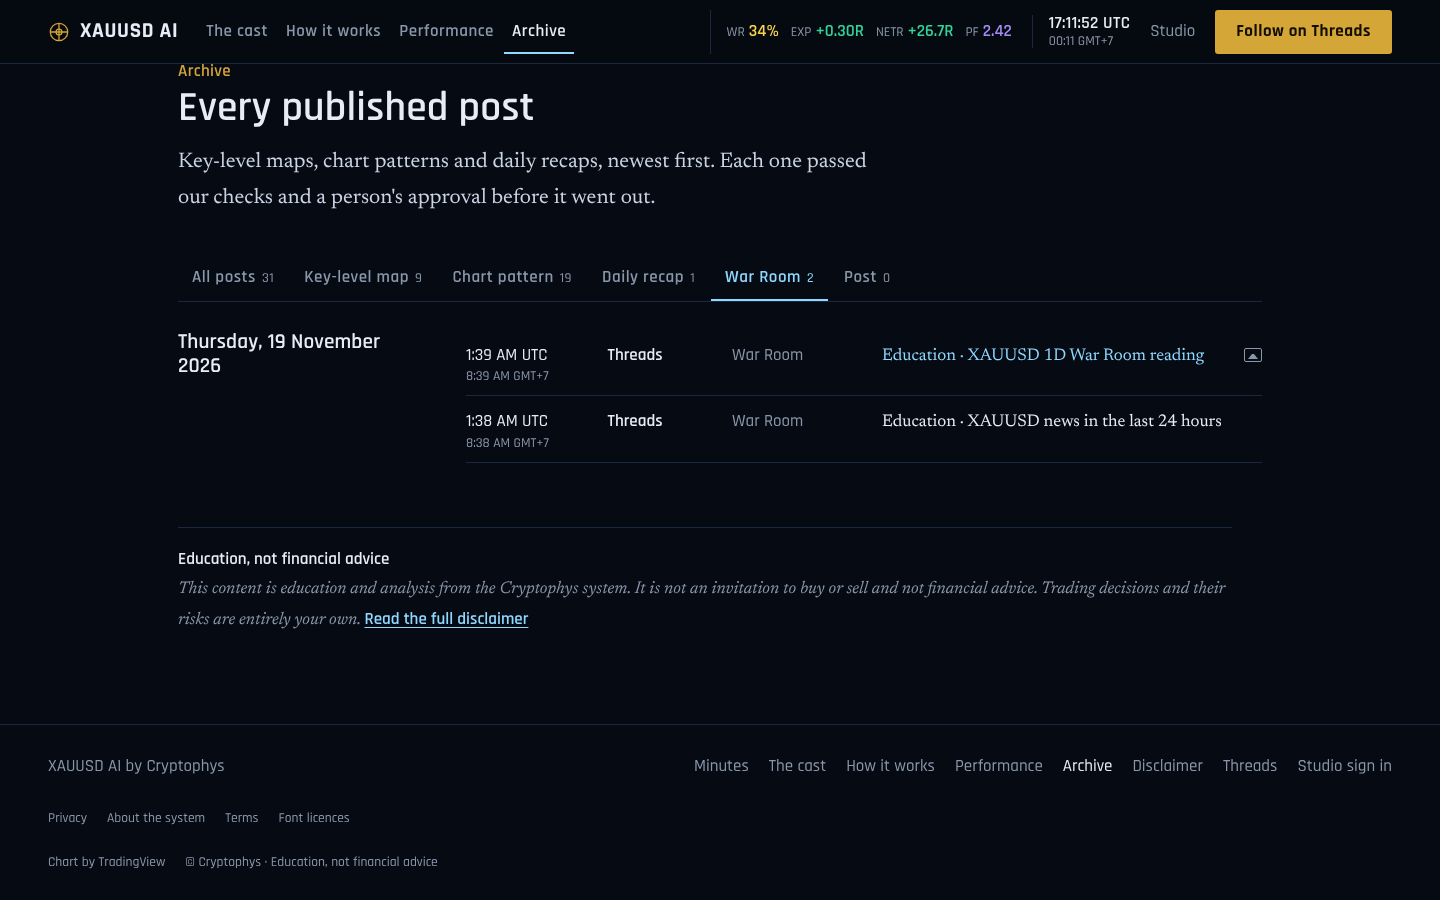 XAUUSD AI The cast How it works Performance Archive WR 34% EXP +0.30R NETR +26.7R PF 2.42 17:11:52 UTC Studio Follow on Threads
00:11 GMT+7
Archive
Every published post
Key-level maps, chart patterns and daily recaps, newest first. Each one passed
our checks and a person's approval before it went out.
All posts 31 Key-level map 9 Chart pattern 19 Daily recap 1 War Room 2 Post 0
Thursday, 19 November
2026
1:39 AM UTC Threads War Room Education · XAUUSD 1D War Room reading
8:39 AM GMT+7
1:38 AM UTC Threads War Room Education · XAUUSD news in the last 24 hours
8:38 AM GMT+7
Education, not financial advice
This content is education and analysis from the Cryptophys system. It is not an invitation to buy or sell and not financial advice. Trading decisions and their
risks are entirely your own. Read the full disclaimer
XAUUSD AI by Cryptophys Minutes The cast How it works Performance Archive Disclaimer Threads Studio sign in
Privacy About the system Terms Font licences
Chart by TradingView © Cryptophys · Education, not financial advice